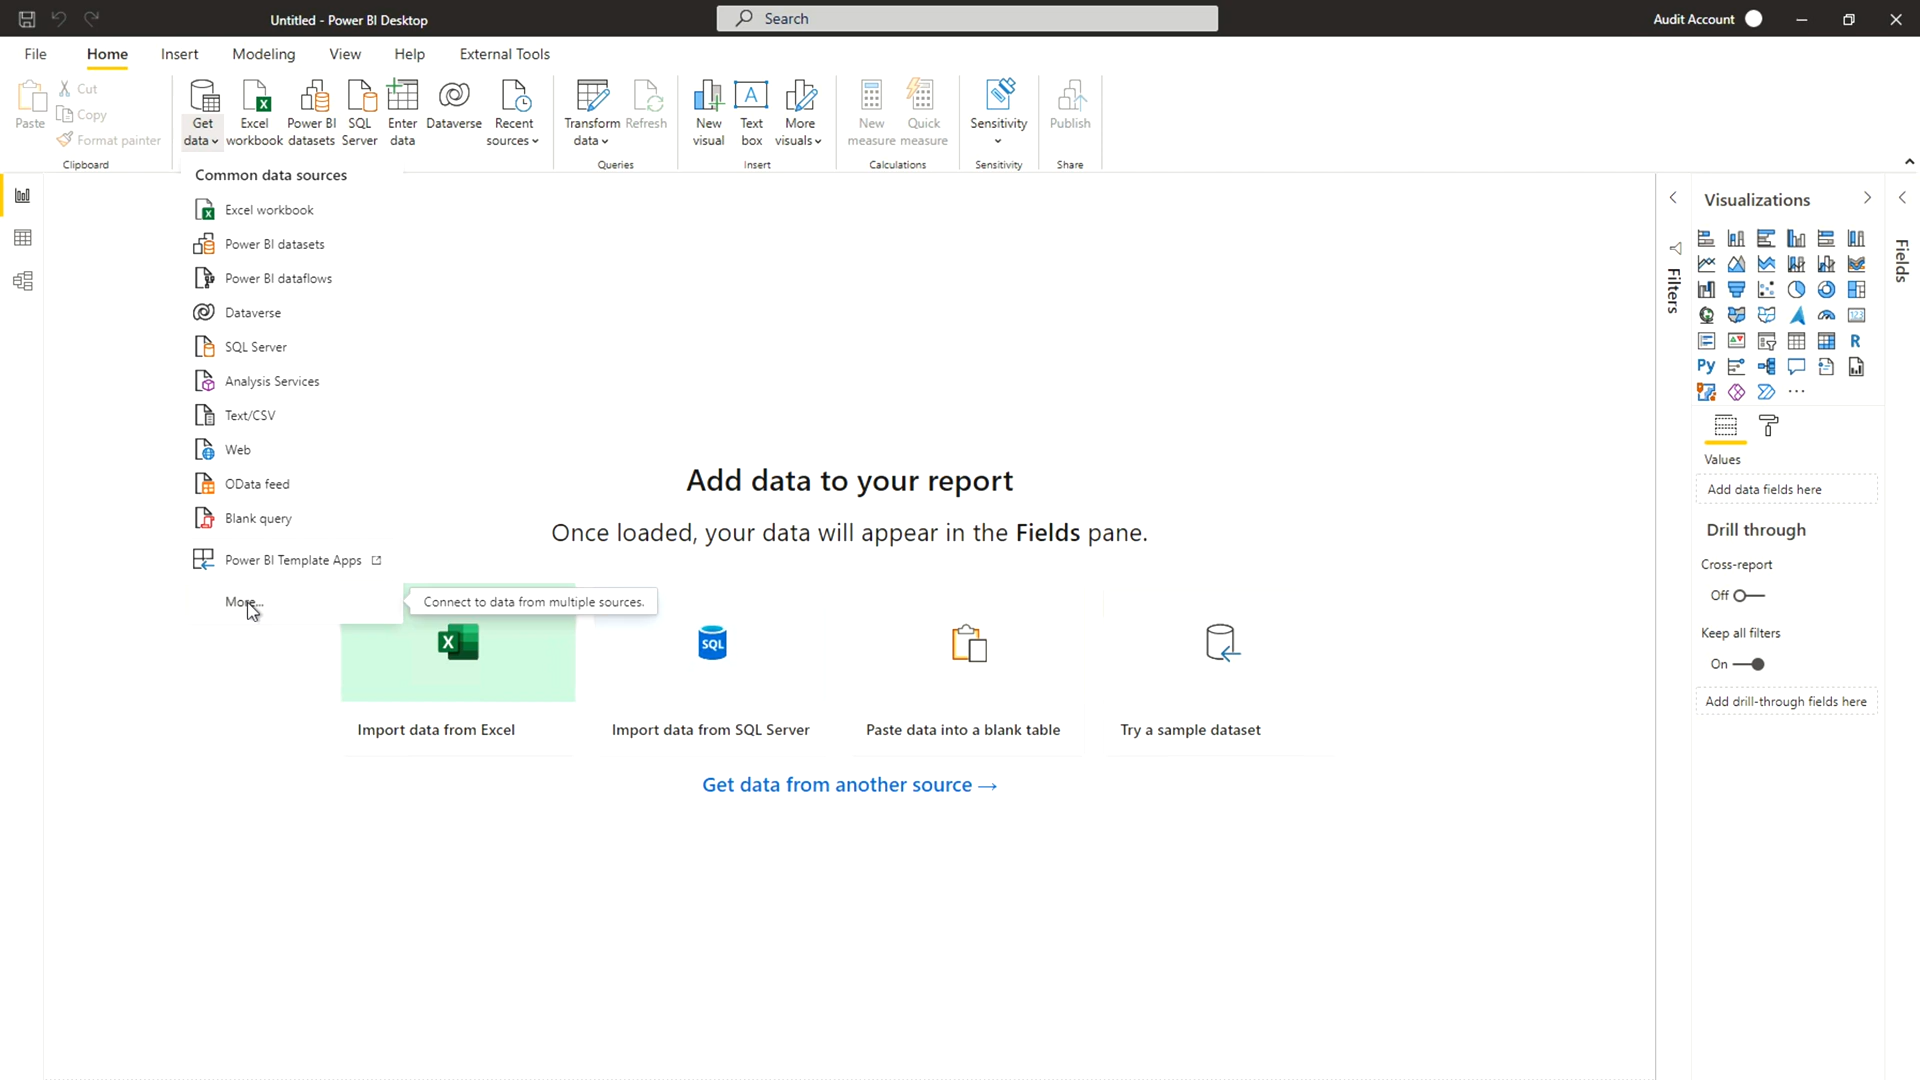 Untitled - Power BI Desktop
Search
Audit Account
File
Home
Insert
Modeling
View
Help
External Tools
Paste
Cut
Copy
Format painter
Clipboard
Get
data
Excel
workbook
Power BI
datasets
SQL
Server
Enter
data
Dataverse
Recent
sources
Transform
data
Refresh
Queries
New
visual
Text
box
More
visuals
Insert
New
measure
Quick
measure
Calculations
Sensitivity
Sensitivity
Publish
Share
Common data sources
Excel workbook
Power BI datasets
Power BI dataflows
Dataverse
SQL Server
Analysis Services
Text/CSV
Web
OData feed
Blank query
Power BI Template Apps
More...
Connect to data from multiple sources.
Add data to your report
Once loaded, your data will appear in the Fields pane.
SQL
Import data from Excel
Import data from SQL Server
Paste data into a blank table
Try a sample dataset
Get data from another source →
Filters
Visualizations
123
R
Py
Values
Add data fields here
Drill through
Cross-report
Off
Keep all filters
On
Add drill-through fields here
Fields